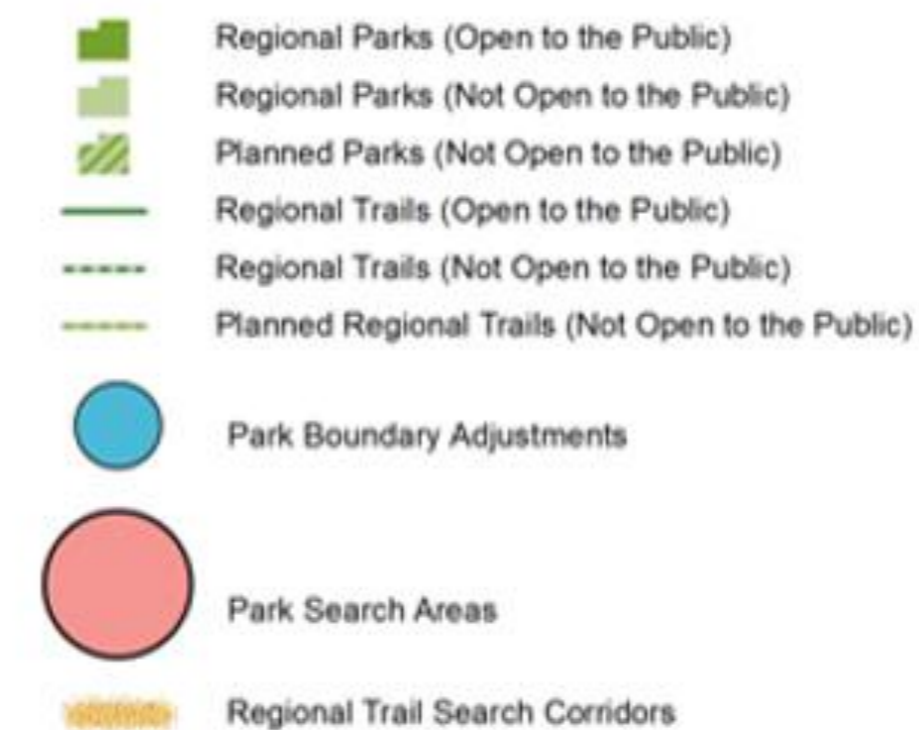 Regional Parks (Open to the Public)
Regional Parks (Not Open to the Public)
Planned Parks (Not Open to the Public)
Regional Trails (Open to the Public)
Regional Trails (Not Open to the Public)
Planned Regional Trails (Not Open to the Public)
Park Boundary Adjustments
Park Search Areas
Regional Trail Search Corridors